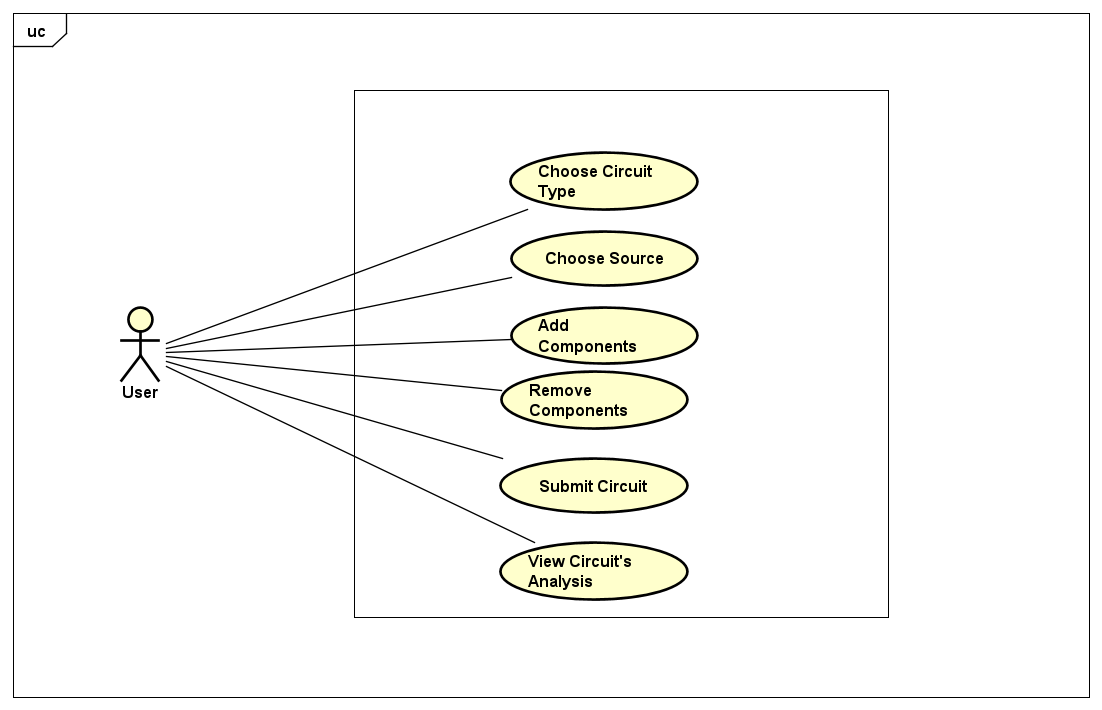 uc
Choose Circuit
Type
Choose Source
Add
Components
Remove
Components
User
Submit Circuit
View Circuit's
Analysis